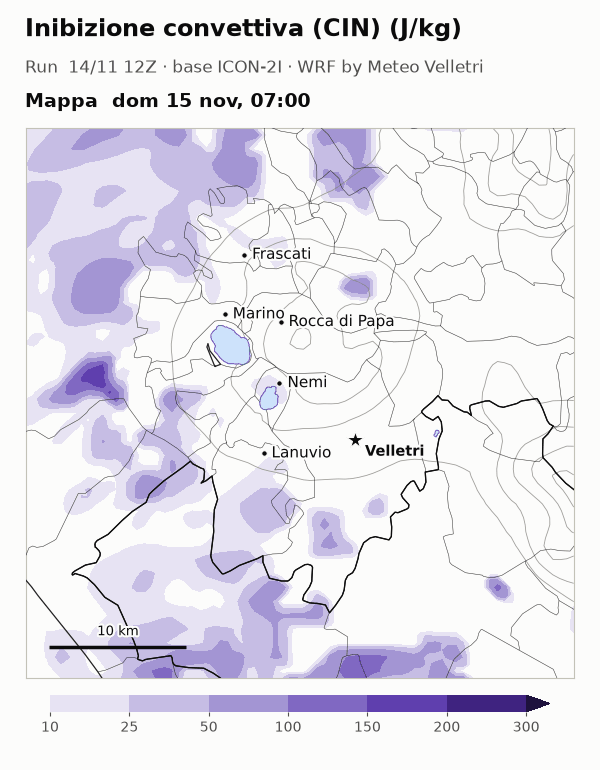 Inibizione convettiva (CIN) (J/kg)
Run  14/11 12Z · base ICON-2I · WRF by Meteo Velletri
Mappa  dom 15 nov, 07:00
Frascati
Marino
Rocca di Papa
Nemi
Velletri
Lanuvio
10 km
10 25 50 100 150 200 300